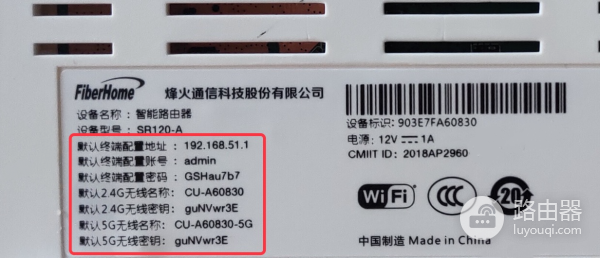 FiberHome 烽火通信科技股份有限公司
设备名称：智能路由器
设备型号：SR120-A
默认终端配置地址：192.168.51.1
默认终端配置账号：admin
默认终端配置密码：GSHau7b7
默认2.4G无线名称：CU-A60830
默认2.4G无线密钥：guNVwr3E
默认5G无线名称：CU-A60830-5G
默认5G无线密钥：guNVwr3E
设备标识：903E7FA60830
电源：12V⎓1A
CMIIT ID：2018AP2960
WiFi
CCC
20
中国制造 Made in China
路由器
luyouqi.com